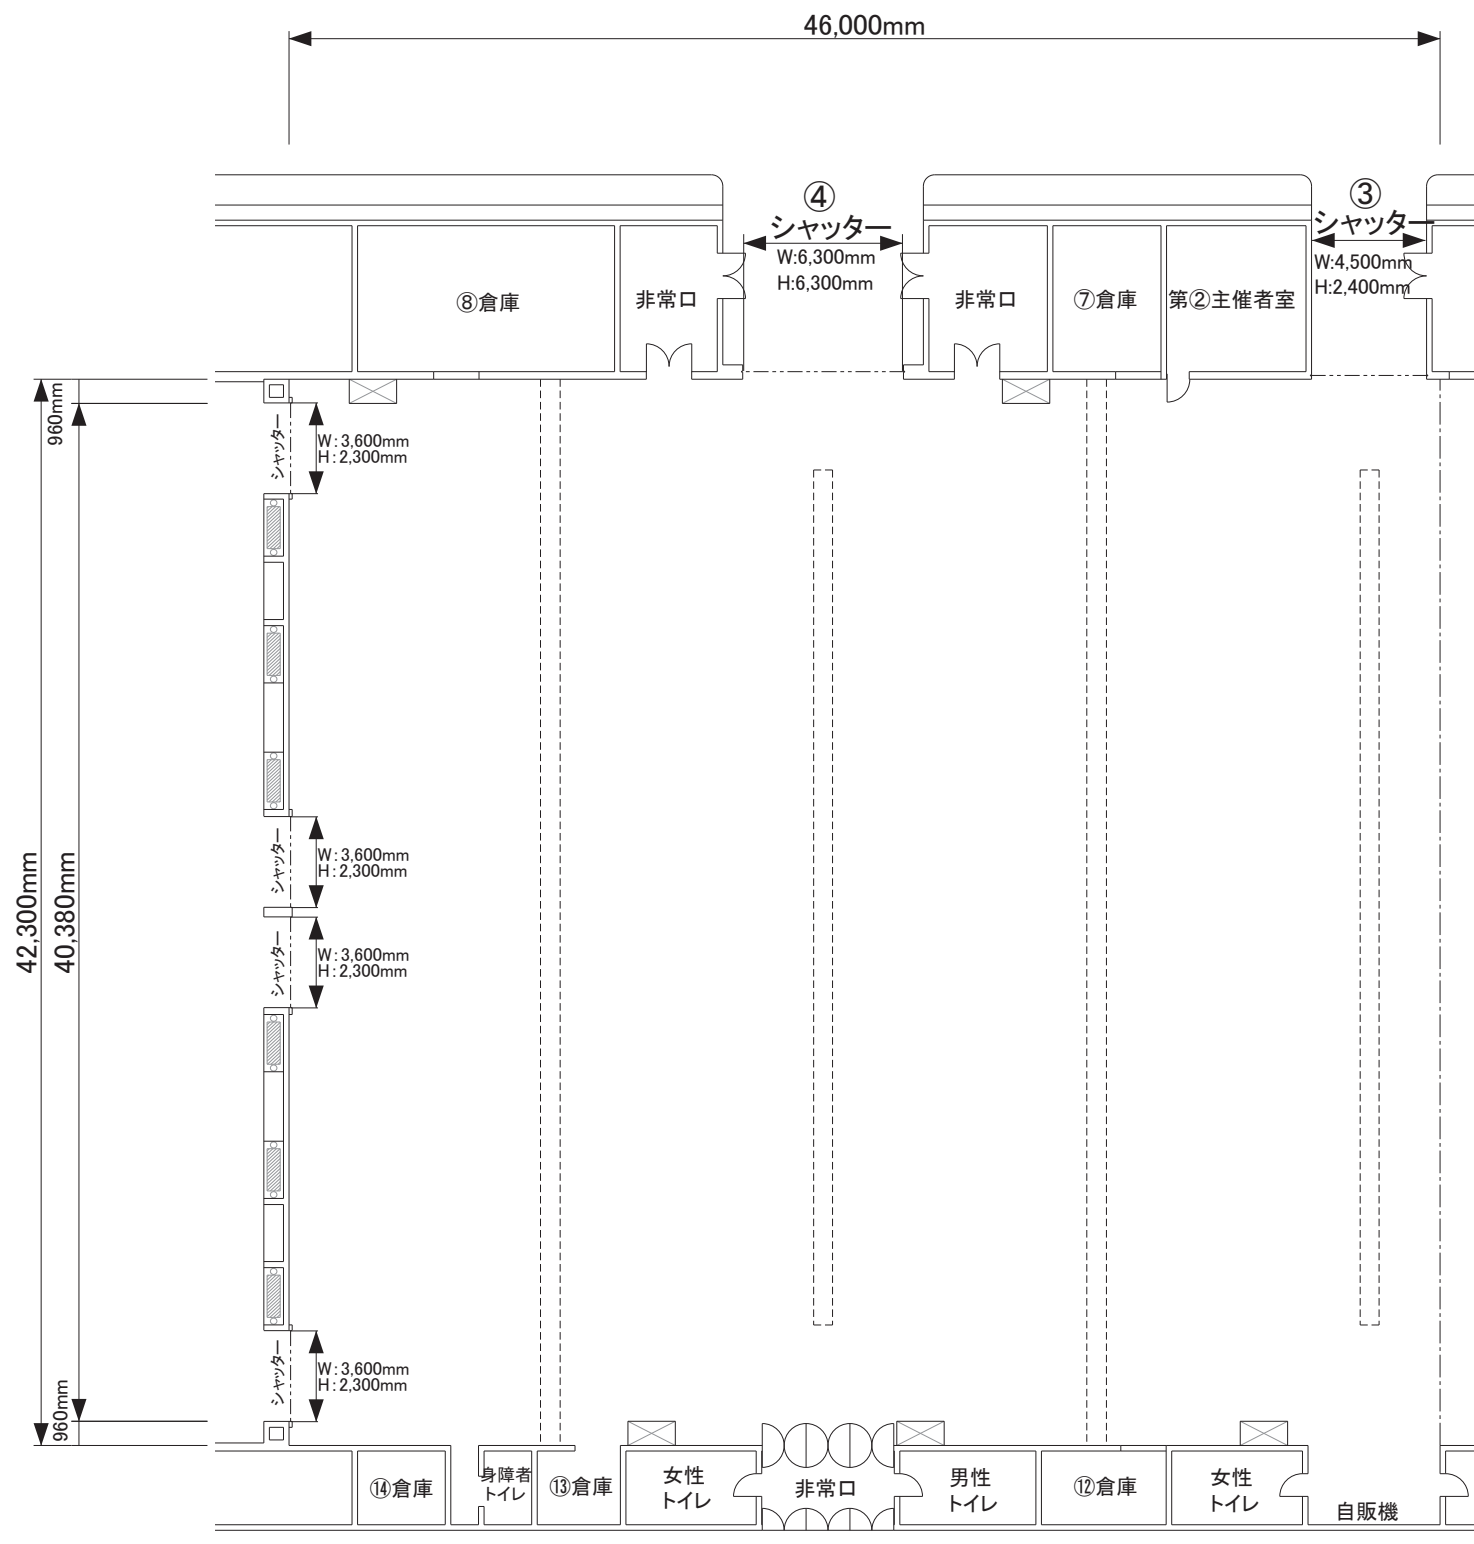 46,000mm
④
シャッター
W:6,300mm
H:6,300mm
③
シャッター
W:4,500mm
H:2,400mm
⑧倉庫
非常口
非常口
⑦倉庫
第②主催者室
960mm
シャッター
W:3,600mm
H:2,300mm
42,300mm
40,380mm
シャッター
W:3,600mm
H:2,300mm
シャッター
W:3,600mm
H:2,300mm
シャッター
W:3,600mm
H:2,300mm
960mm
⑭倉庫
身障者
トイレ
⑬倉庫
女性
トイレ
非常口
男性
トイレ
⑫倉庫
女性
トイレ
自販機